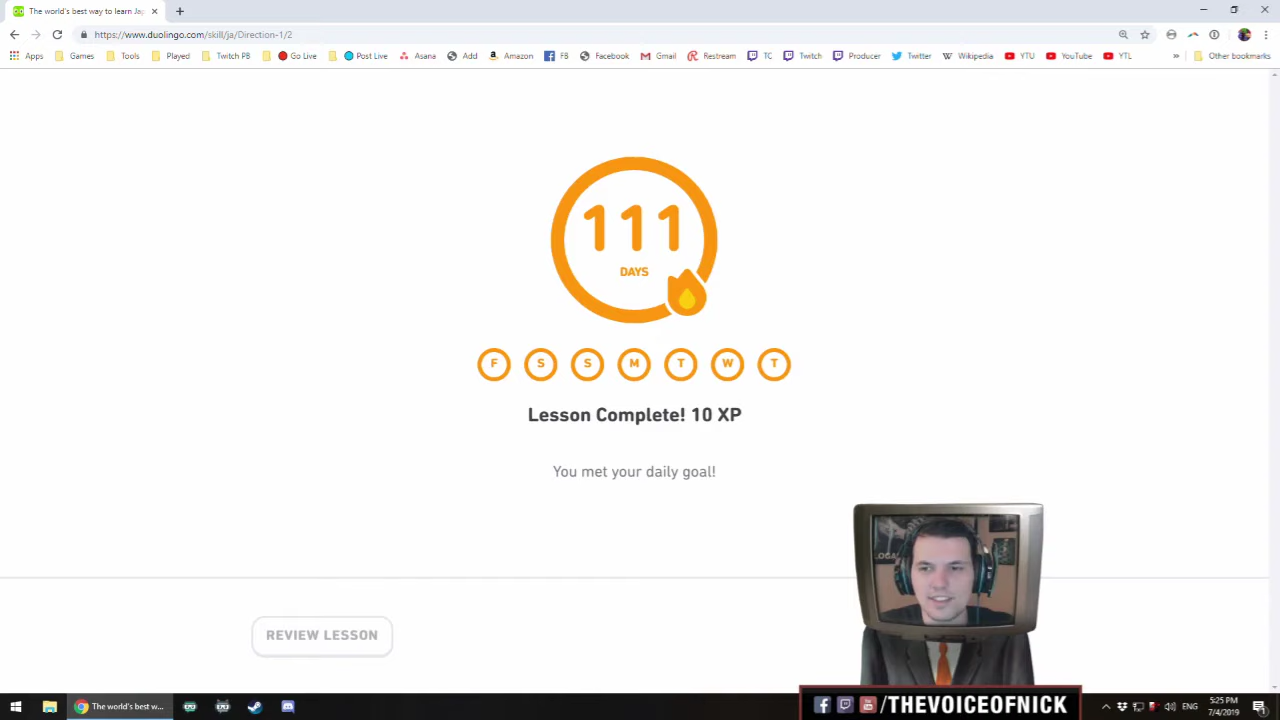 The world's best way to learn Jap
https://www.duolingo.com/skill/ja/Direction-1/2
Apps Games Tools Played Twitch PB Go Live Post Live Asana Add Amazon FB Facebook Gmail Restream TC Twitch Producer Twitter Wikipedia YTU YouTube YTL » Other bookmarks
111
DAYS
F S S M T W T
Lesson Complete! 10 XP
You met your daily goal!
REVIEW LESSON
/THEVOICEOFNICK
The world's best w...
ENG
5:25 PM
7/4/2019